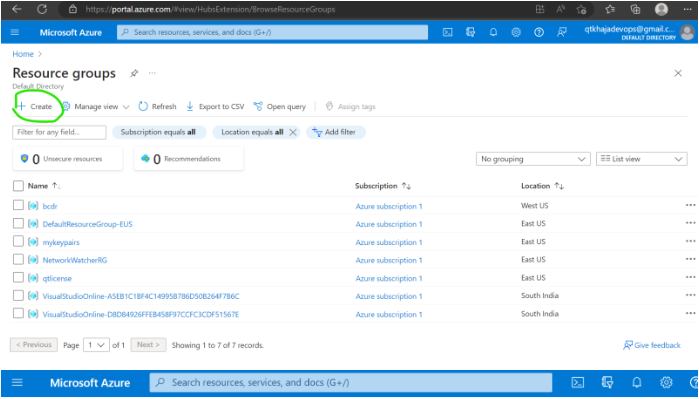 https://portal.azure.com/#view/HubsExtension/BrowseResourceGroups
Microsoft Azure
Search resources, services, and docs (G+/)
qtkhajadevops@gmail.c...
DEFAULT DIRECTORY
Home >
Resource groups
Default Directory
Create
Manage view
Refresh
Export to CSV
Open query
Assign tags
Filter for any field...
Subscription equals all
Location equals all
Add filter
0 Unsecure resources
0 Recommendations
No grouping
List view
Name ↑↓ Subscription ↑↓ Location ↑↓
bcdr Azure subscription 1 West US
DefaultResourceGroup-EUS Azure subscription 1 East US
mykeypairs Azure subscription 1 East US
NetworkWatcherRG Azure subscription 1 East US
qtlicense Azure subscription 1 East US
VisualStudioOnline-A5EB1C1BF4C14995B786D50B264F7B6C Azure subscription 1 South India
VisualStudioOnline-D8D84926FFEB458F97CCFC3CDF51567E Azure subscription 1 South India
< Previous Page 1 of 1 Next > Showing 1 to 7 of 7 records.
Give feedback
Microsoft Azure
Search resources, services, and docs (G+/)